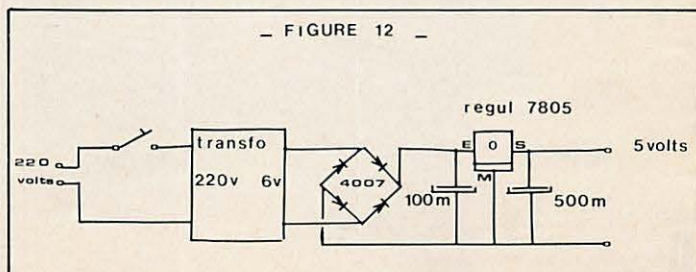 _ FIGURE 12 _
regul 7805
transfo
E
O
S
5volts
220
volts
220v 6v
4007
M
100m
500m